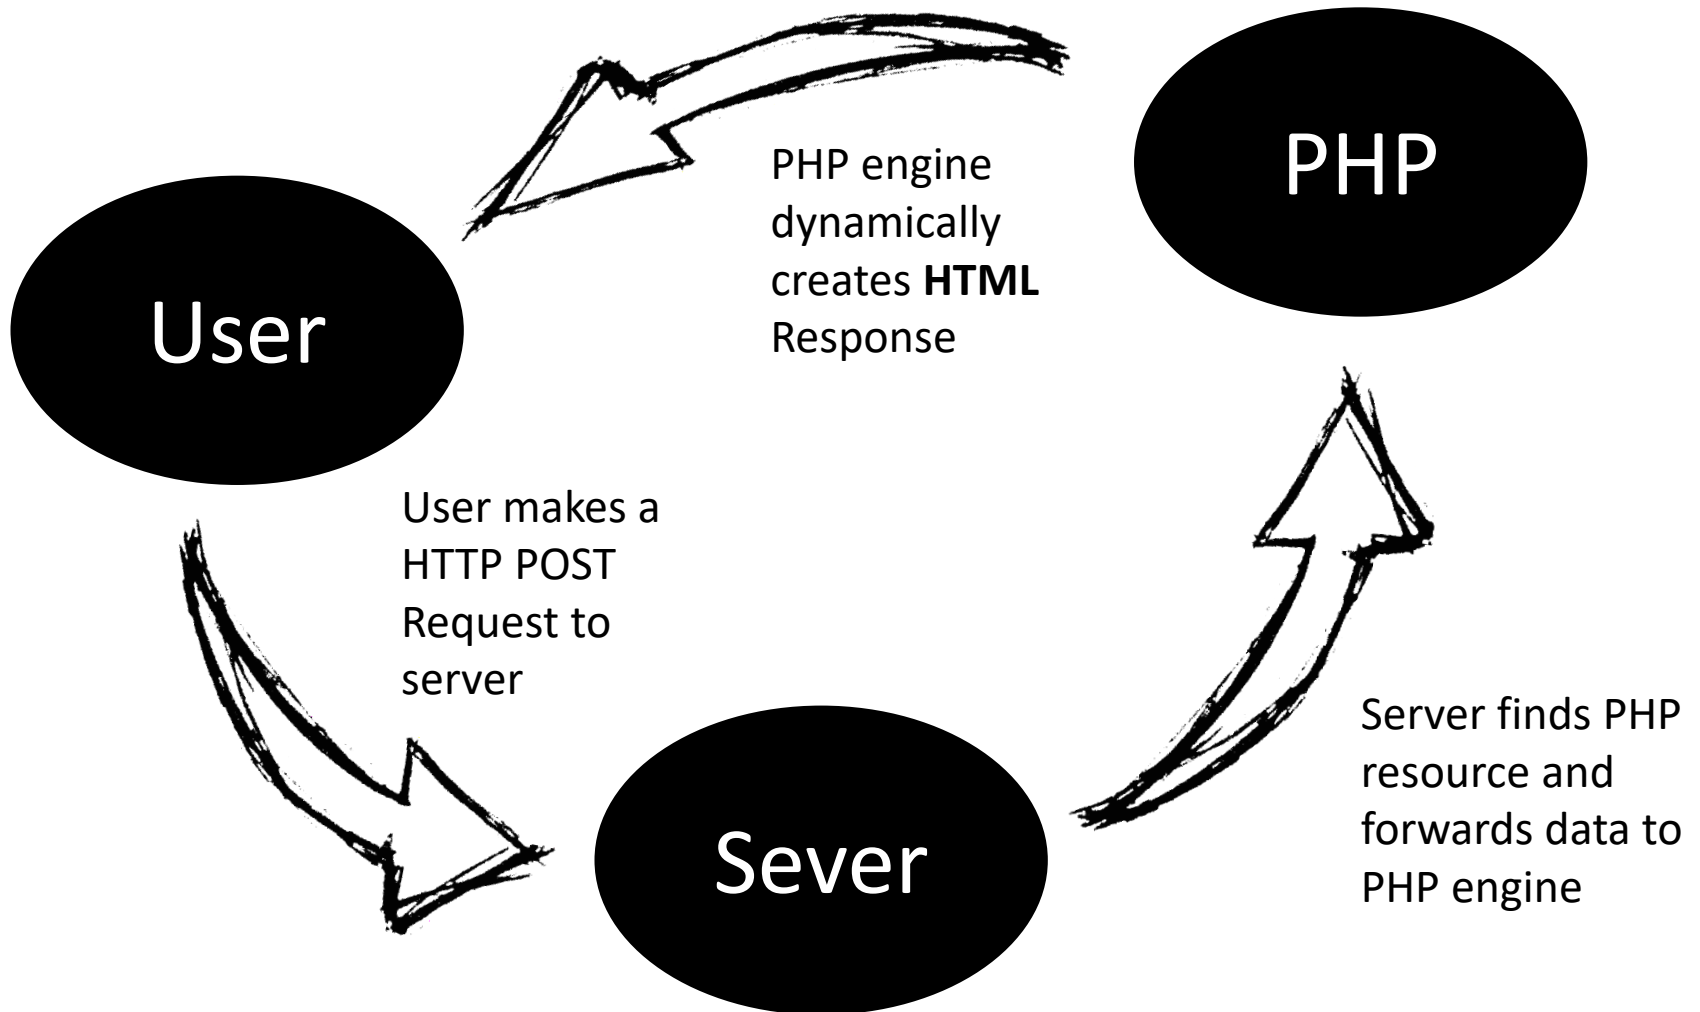 PHP
PHP engine
dynamically
creates HTML
Response
User
User makes a
HTTP POST
Request to
server
Sever
Server finds PHP
resource and
forwards data to
PHP engine